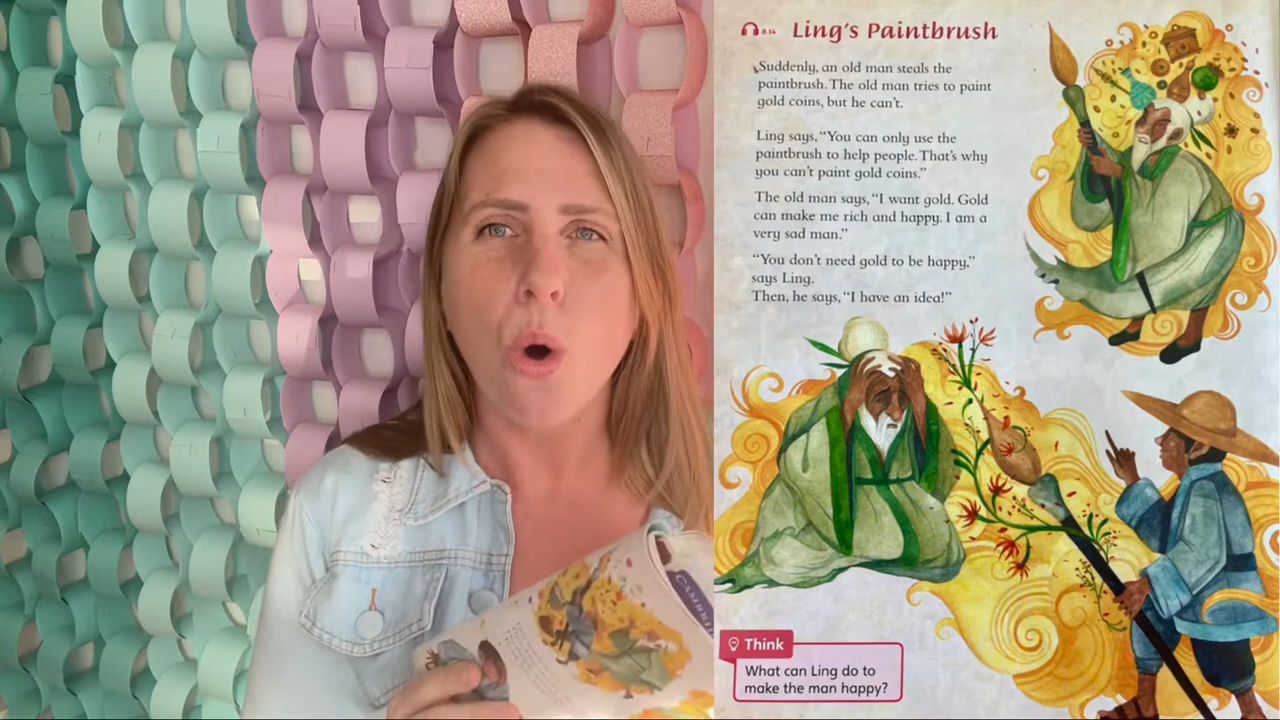 8.14 Ling's Paintbrush
Suddenly, an old man steals the
paintbrush. The old man tries to paint
gold coins, but he can't.
Ling says, “You can only use the
paintbrush to help people. That's why
you can't paint gold coins.”
The old man says, “I want gold. Gold
can make me rich and happy. I am a
very sad man.”
“You don't need gold to be happy,”
says Ling.
Then, he says, “I have an idea!”
Think
What can Ling do to
make the man happy?